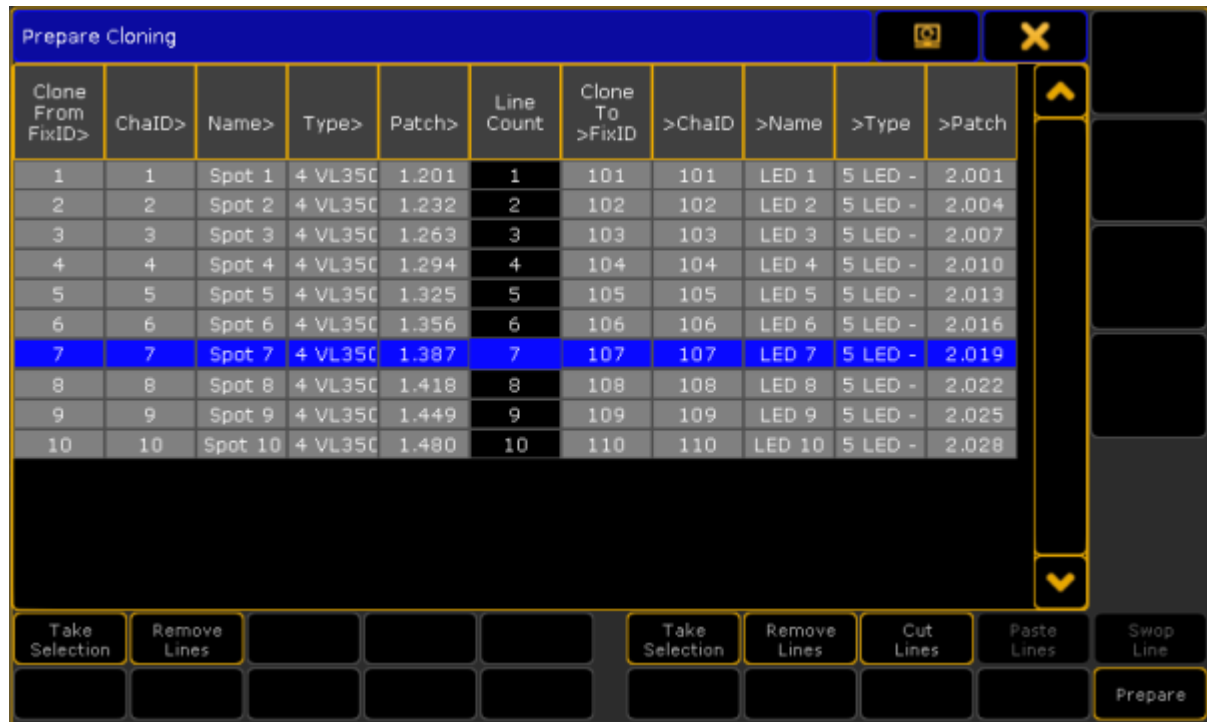 Prepare Cloning
Clone From FixID> ChaID> Name> Type> Patch> Line Count Clone To >FixID >ChaID >Name >Type >Patch
1 1 Spot 1 4 VL350 1.201 1 101 101 LED 1 5 LED - 2.001
2 2 Spot 2 4 VL350 1.232 2 102 102 LED 2 5 LED - 2.004
3 3 Spot 3 4 VL350 1.263 3 103 103 LED 3 5 LED - 2.007
4 4 Spot 4 4 VL350 1.294 4 104 104 LED 4 5 LED - 2.010
5 5 Spot 5 4 VL350 1.325 5 105 105 LED 5 5 LED - 2.013
6 6 Spot 6 4 VL350 1.356 6 106 106 LED 6 5 LED - 2.016
7 7 Spot 7 4 VL350 1.387 7 107 107 LED 7 5 LED - 2.019
8 8 Spot 8 4 VL350 1.418 8 108 108 LED 8 5 LED - 2.022
9 9 Spot 9 4 VL350 1.449 9 109 109 LED 9 5 LED - 2.025
10 10 Spot 10 4 VL350 1.480 10 110 110 LED 10 5 LED - 2.028
Take Selection Remove Lines Take Selection Remove Lines Cut Lines Paste Lines Swop Line
Prepare